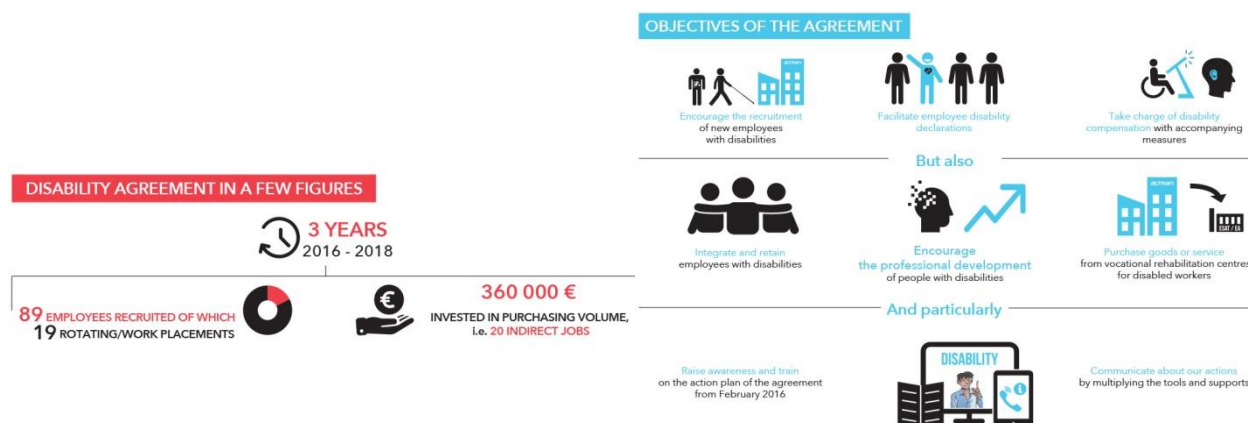 DISABILITY AGREEMENT IN A FEW FIGURES
3 YEARS
2016 - 2018
89 EMPLOYEES RECRUITED OF WHICH
19 ROTATING/WORK PLACEMENTS
€
360 000 €
INVESTED IN PURCHASING VOLUME,
i.e. 20 INDIRECT JOBS
OBJECTIVES OF THE AGREEMENT
Encourage the recruitment
of new employees
with disabilities
Facilitate employee disability
declarations
Take charge of disability
compensation with accompanying
measures
But also
Integrate and retain
employees with disabilities
Encourage
the professional development
of people with disabilities
ESAT / EA
Purchase goods or service
from vocational rehabilitation centres
for disabled workers
And particularly
Raise awareness and train
on the action plan of the agreement
from February 2016
DISABILITY
Communicate about our actions
by multiplying the tools and supports